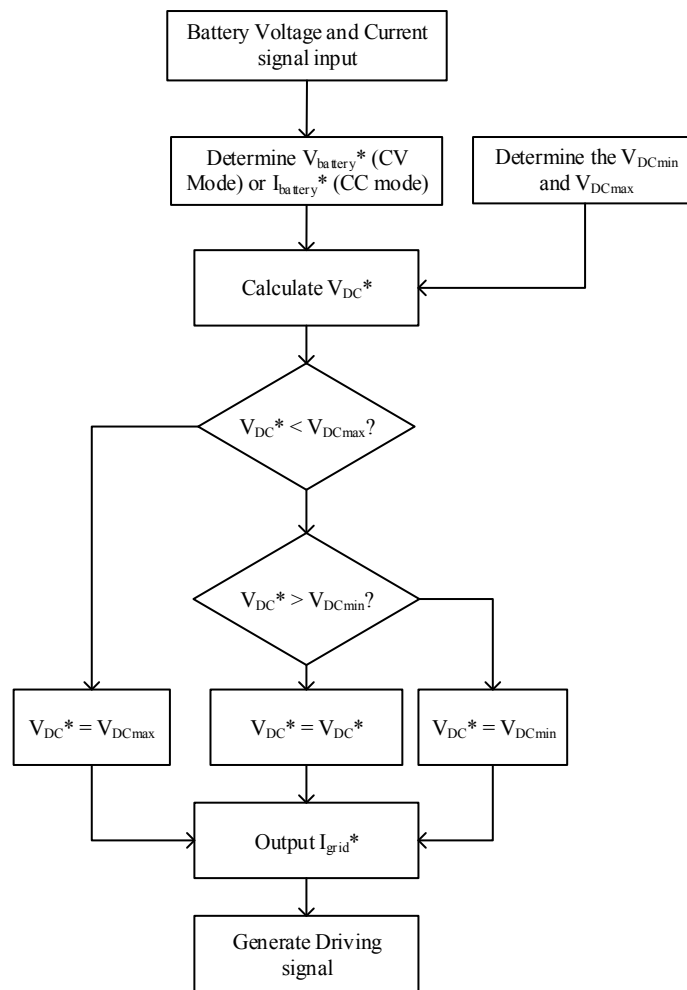 Battery Voltage and Current
signal input
Determine V_battery* (CV
Mode) or I_battery* (CC mode)
Determine the V_DCmin
and V_DCmax
Calculate V_DC*
V_DC* < V_DCmax?
V_DC* > V_DCmin?
V_DC* = V_DCmax
V_DC* = V_DC*
V_DC* = V_DCmin
Output I_grid*
Generate Driving
signal